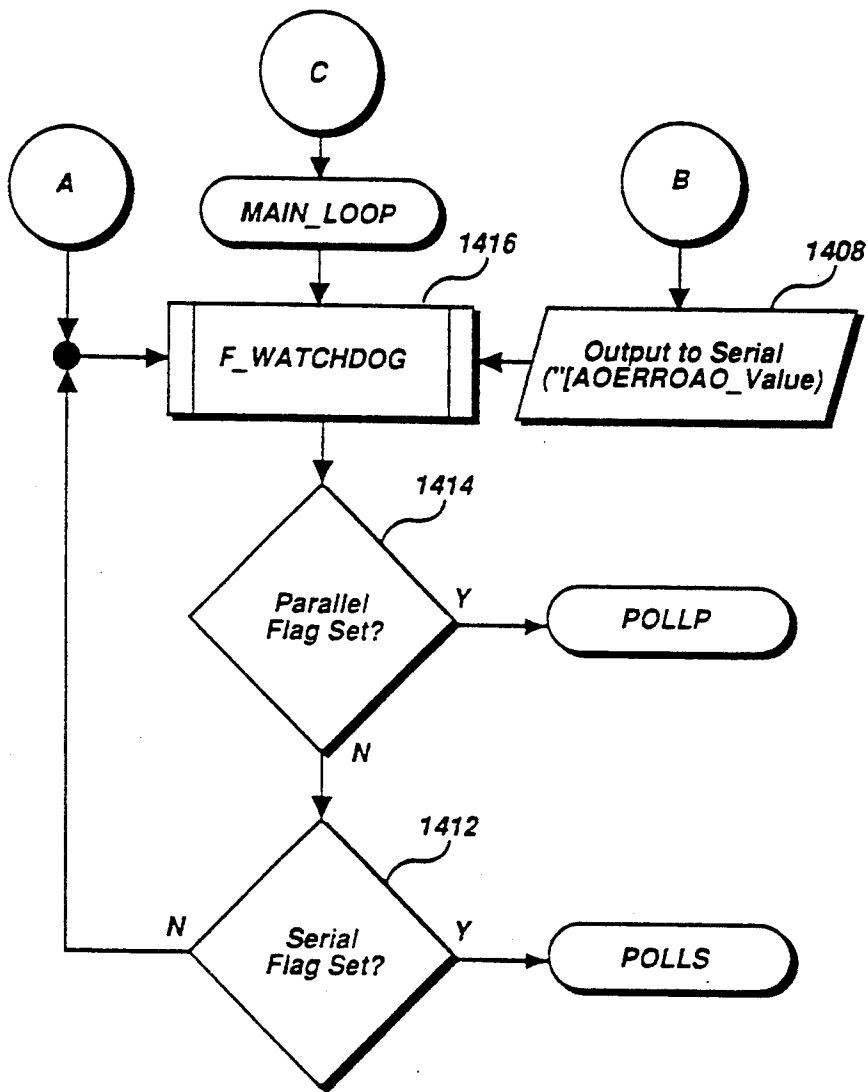 C
A
MAIN_LOOP
B
1416
1408
F_WATCHDOG
Output to Serial
("[AOERROAO_Value)
1414
Parallel
Flag Set?
Y
POLLP
N
1412
N
Serial
Flag Set?
Y
POLLS